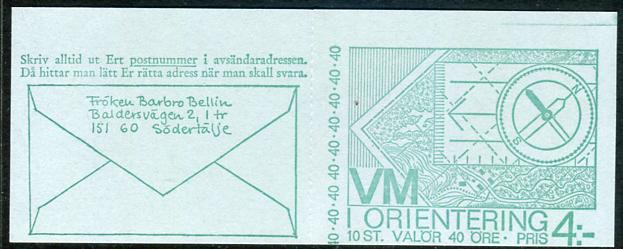 Skriv alltid ut Ert postnummer i avsändaradressen.
Då hittar man lätt Er rätta adress när man skall svara.
Fröken Barbro Bellin
Baldersvägen 2, 1 tr
151 60 Södertälje
40·40·40·40·40·40·40·40·40·40
N
S
VM
I ORIENTERING
10 ST. VALÖR 40 ÖRE · PRIS 4:-